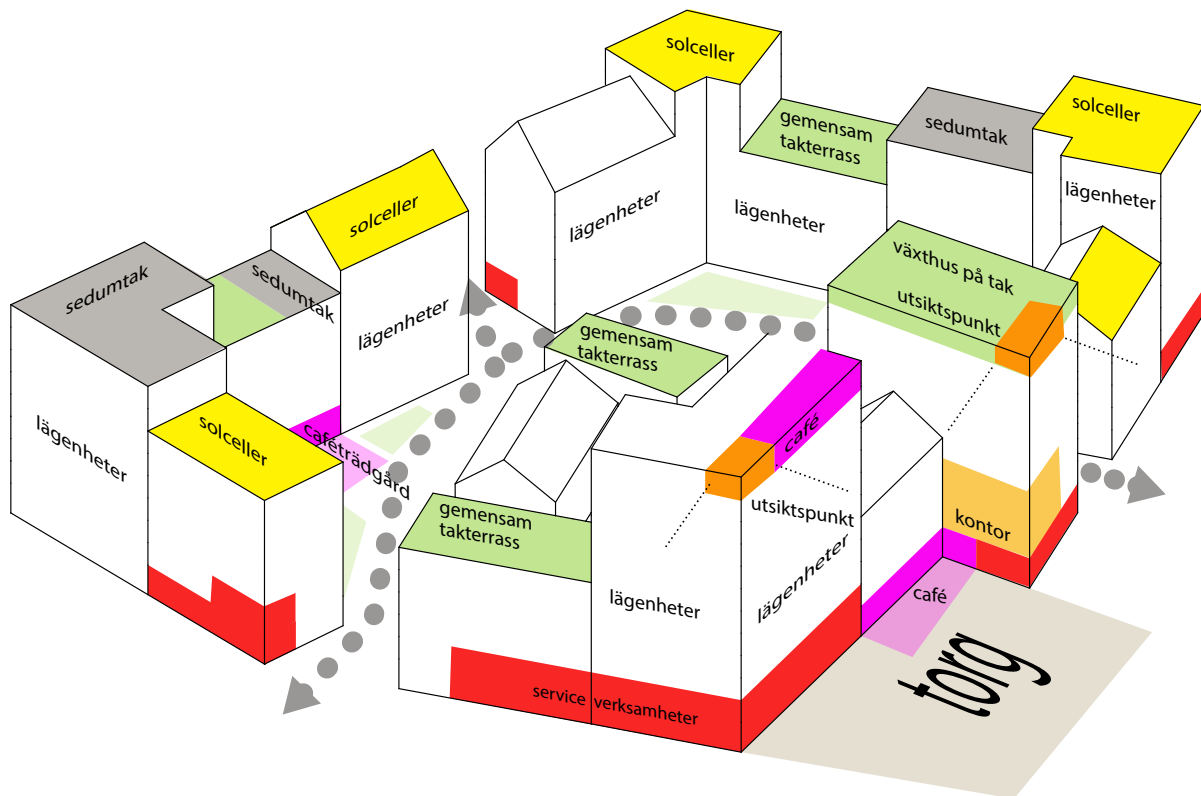 solceller
solceller
gemensam
takterrass
sedumtak
lägenheter
lägenheter
lägenheter
solceller
växthus på tak
utsiktspunkt
sedumtak
sedumtak
lägenheter
gemensam
takterrass
solceller
lägenheter
caféträdgård
café
gemensam
takterrass
utsiktspunkt
kontor
lägenheter
lägenheter
café
torg
service verksamheter